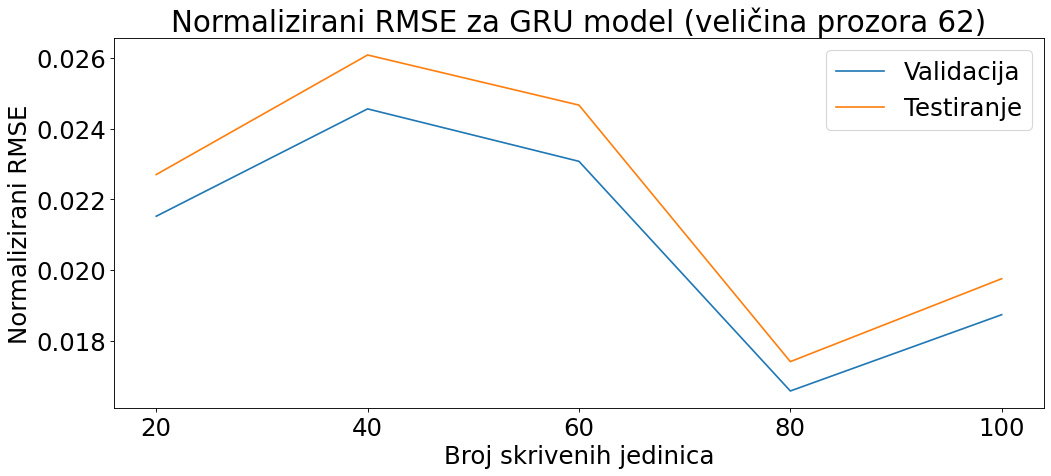 Normalizirani RMSE za GRU model (veličina prozora 62)
Normalizirani RMSE
0.026
0.024
0.022
0.020
0.018
Validacija
Testiranje
20 40 60 80 100
Broj skrivenih jedinica